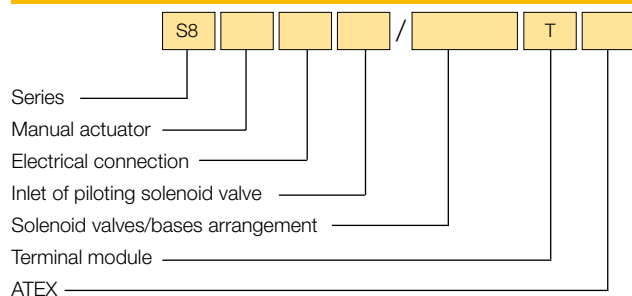 S8 / T
Series
Manual actuator
Electrical connection
Inlet of piloting solenoid valve
Solenoid valves/bases arrangement
Terminal module
ATEX